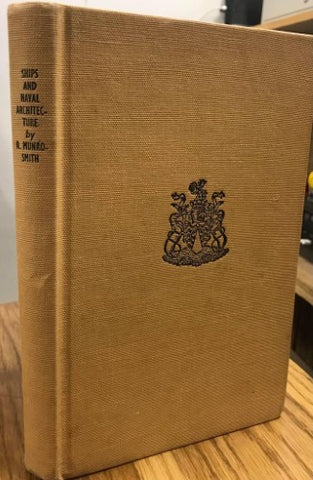 SHIPS
AND
NAVAL
ARCHITEC-
TURE
by
R. MUNRO-
SMITH